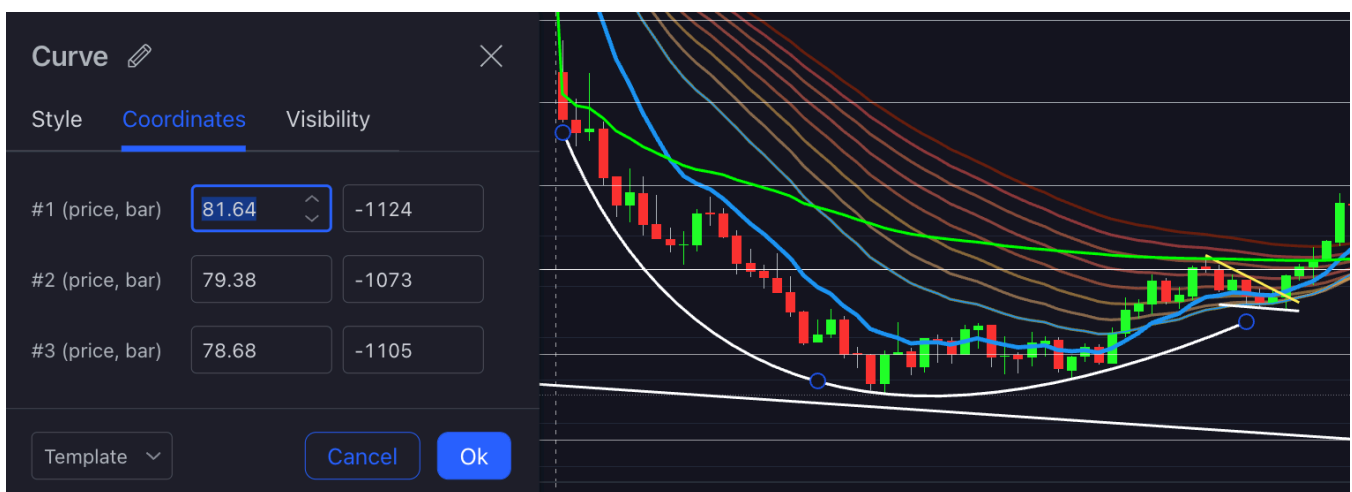 Curve
Style Coordinates Visibility
#1 (price, bar) 81.64 -1124
#2 (price, bar) 79.38 -1073
#3 (price, bar) 78.68 -1105
Template Cancel Ok